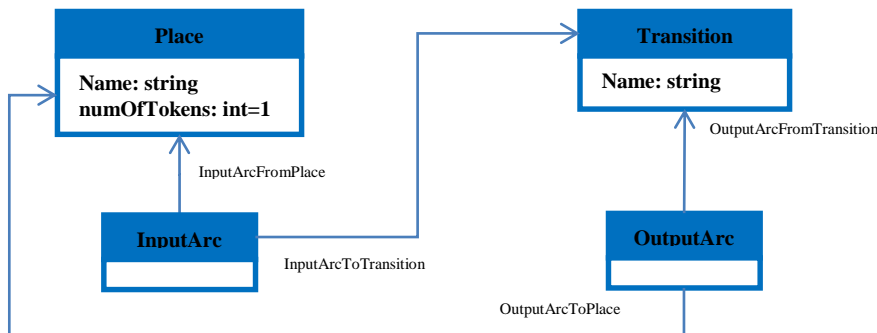 Place
Name: string
numOfTokens: int=1
Transition
Name: string
OutputArcFromTransition
InputArcFromPlace
InputArc
InputArcToTransition
OutputArc
OutputArcToPlace